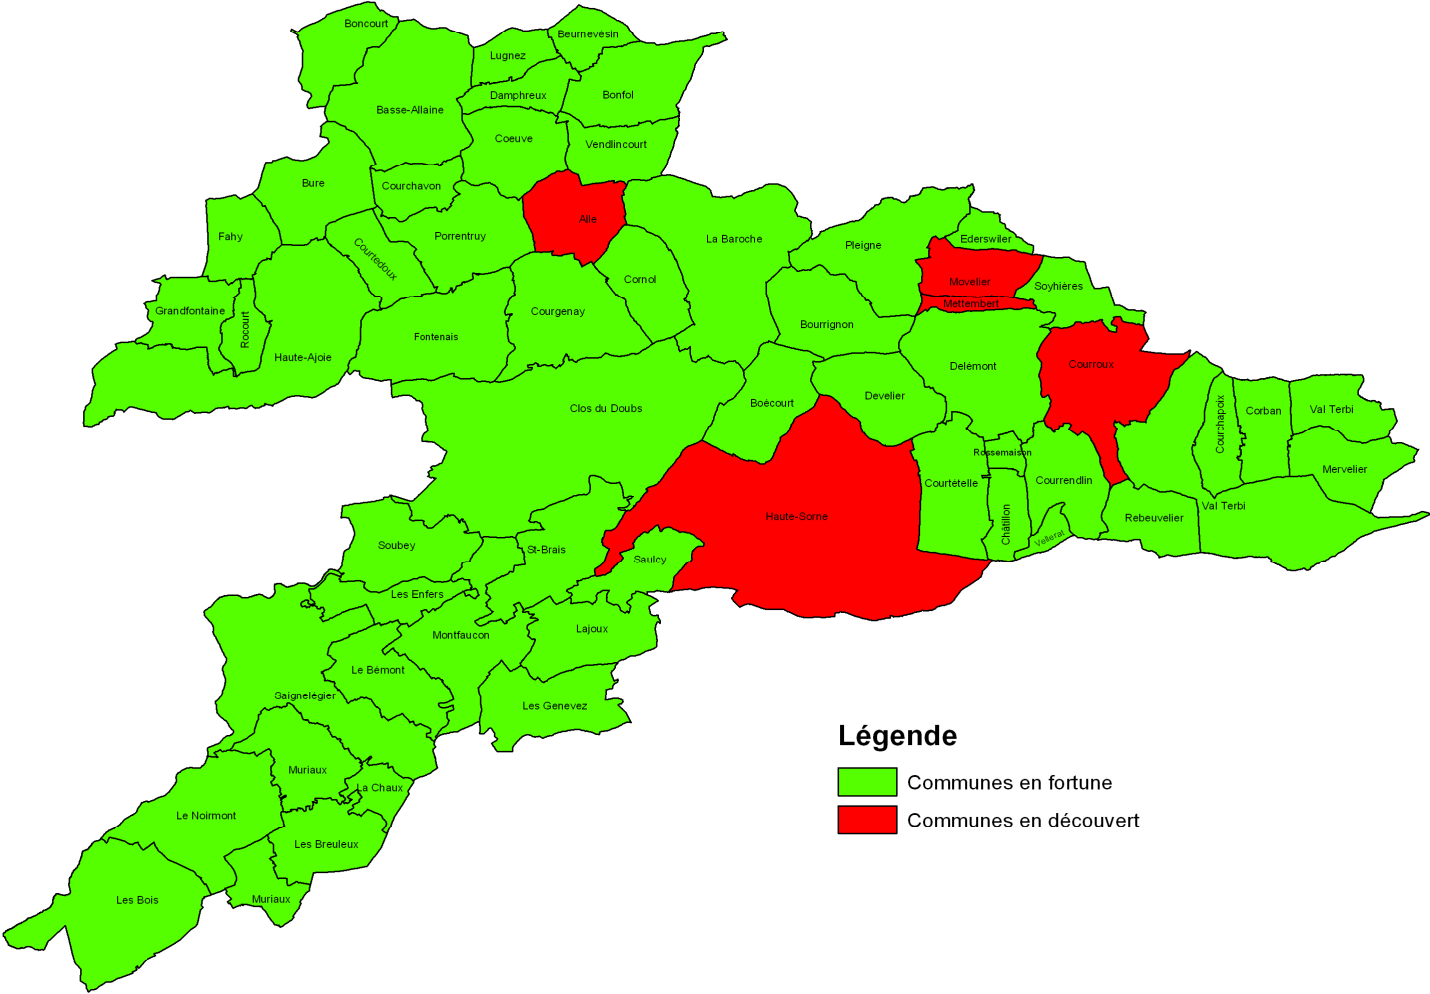 Boncourt
Beurnevésin
Lugnez
Damphreux
Bonfol
Basse-Allaine
Coeuve
Vendlincourt
Bure
Courchavon
Alle
Fahy
Courtedoux
Porrentruy
La Baroche
Pleigne
Ederswiler
Cornol
Movelier
Soyhières
Mettembert
Grandfontaine
Rocourt
Courgenay
Bourrignon
Fontenais
Haute-Ajoie
Delémont
Courroux
Clos du Doubs
Boécourt
Develier
Courchapoix
Corban
Val Terbi
Rossemaison
Mervelier
Courtételle
Courrendlin
Haute-Sorne
Châtillon
Rebeuvelier
Val Terbi
Vellerat
Soubey
St-Brais
Saulcy
Les Enfers
Montfaucon
Lajoux
Le Bémont
Saignelégier
Les Genevez
Muriaux
La Chaux
Le Noirmont
Les Breuleux
Les Bois
Muriaux
Légende
Communes en fortune
Communes en découvert